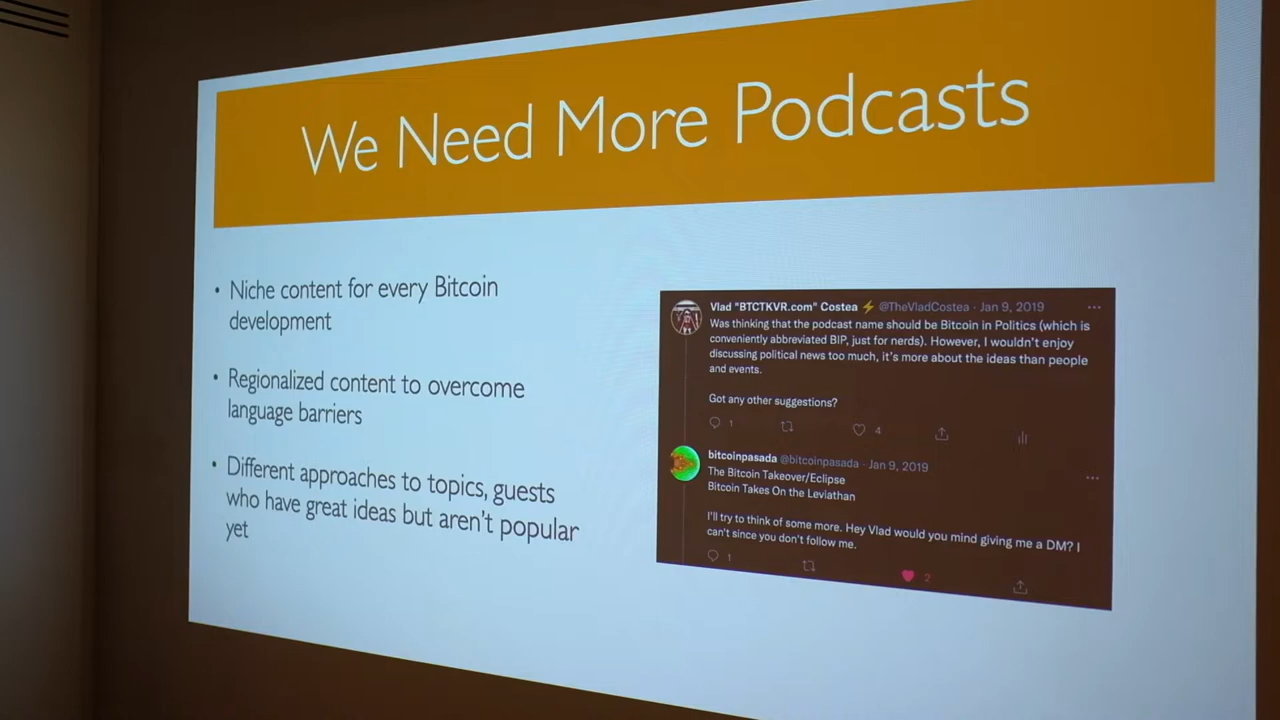 We Need More Podcasts
• Niche content for every Bitcoin
development
• Regionalized content to overcome
language barriers
• Different approaches to topics, guests
who have great ideas but aren't popular
yet
Vlad "BTCTKVR.com" Costea ⚡ @TheVladCostea · Jan 9, 2019
Was thinking that the podcast name should be Bitcoin in Politics (which is
conveniently abbreviated BIP, just for nerds). However, I wouldn't enjoy
discussing political news too much, it's more about the ideas than people
and events.
Got any other suggestions?
1 4
bitcoinpasada @bitcoinpasada · Jan 9, 2019
The Bitcoin Takeover/Eclipse
Bitcoin Takes On the Leviathan
I'll try to think of some more. Hey Vlad would you mind giving me a DM? I
can't since you don't follow me.
1 2